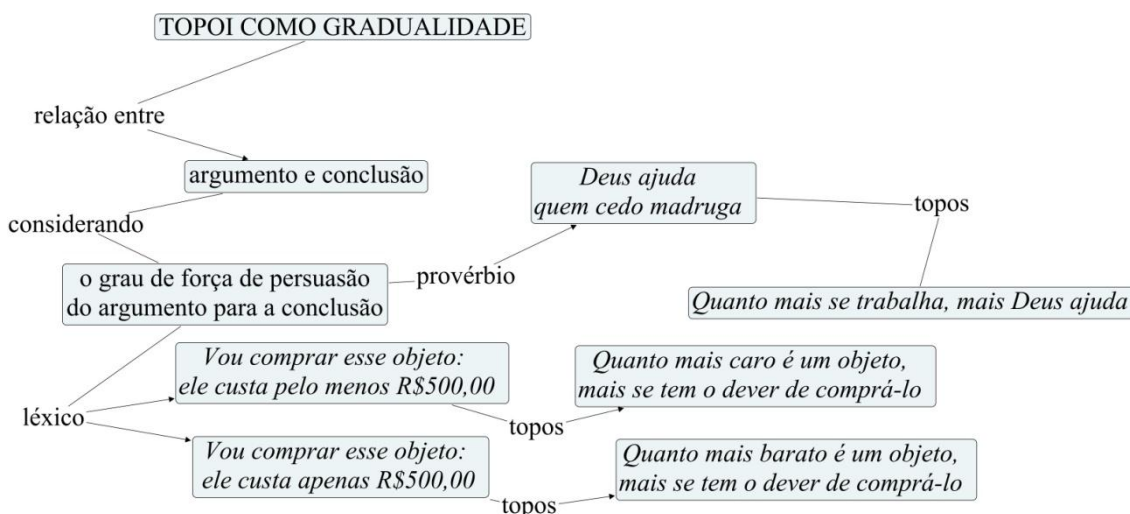 TOPOI COMO GRADUALIDADE
relação entre
argumento e conclusão
considerando
o grau de força de persuasão
do argumento para a conclusão
provérbio
Deus ajuda
quem cedo madruga
topos
Quanto mais se trabalha, mais Deus ajuda
léxico
Vou comprar esse objeto:
ele custa pelo menos R$500,00
topos
Quanto mais caro é um objeto,
mais se tem o dever de comprá-lo
Vou comprar esse objeto:
ele custa apenas R$500,00
topos
Quanto mais barato é um objeto,
mais se tem o dever de comprá-lo